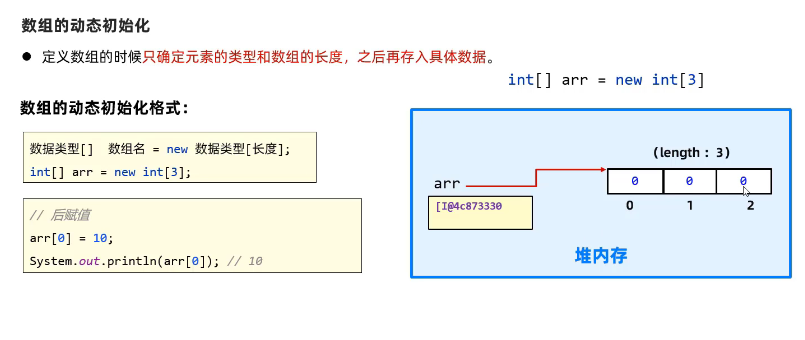 数组的动态初始化
● 定义数组的时候只确定元素的类型和数组的长度，之后再存入具体数据。
int[] arr = new int[3]
数组的动态初始化格式：
数据类型[]  数组名 = new 数据类型[长度];
int[] arr = new int[3];
// 后赋值
arr[0] = 10;
System.out.println(arr[0]); // 10
（length：3）
arr
[I@4c873330
0 0 0
0 1 2
堆内存